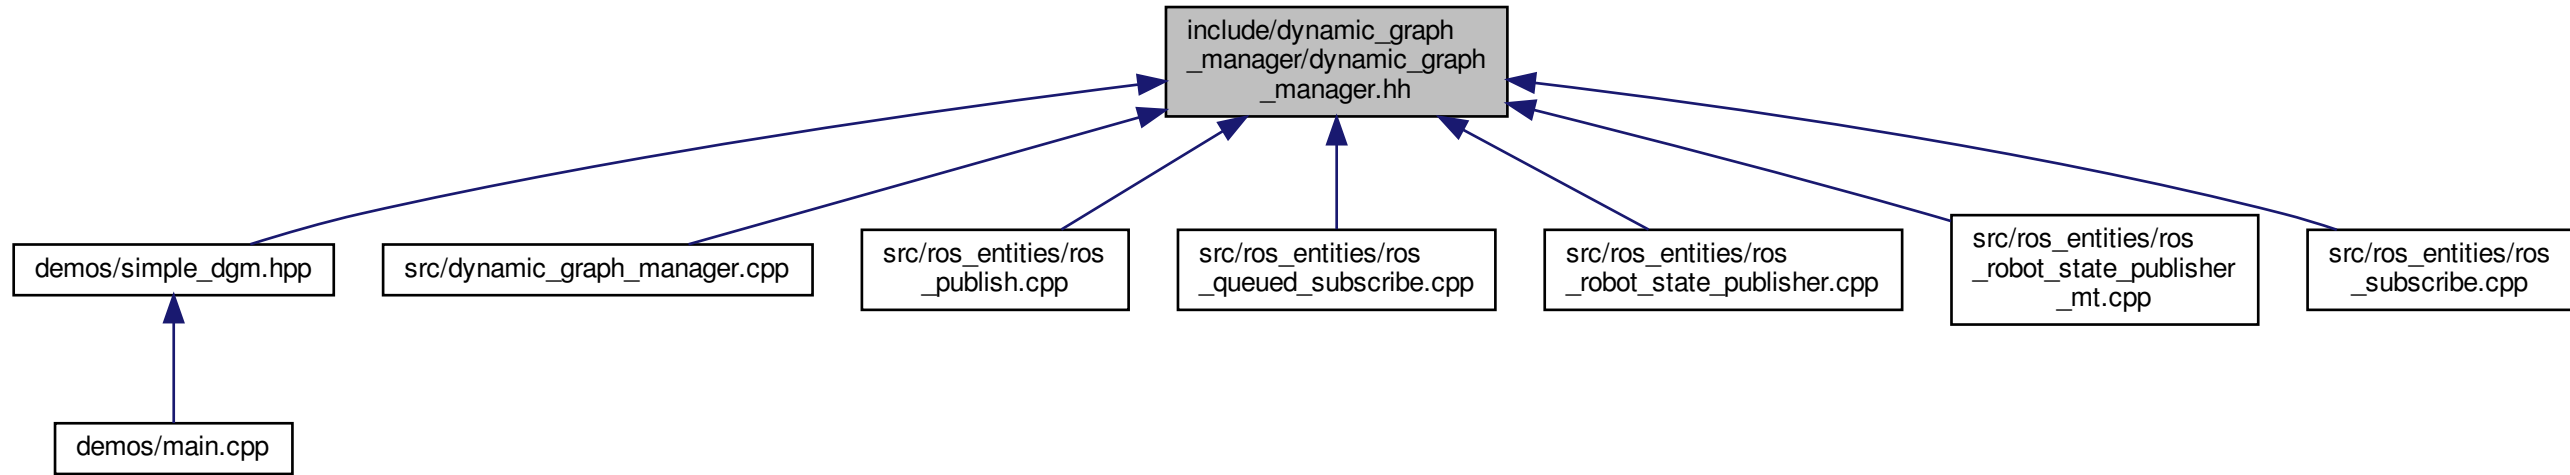 include/dynamic_graph
_manager/dynamic_graph
_manager.hh
demos/simple_dgm.hpp
src/dynamic_graph_manager.cpp
src/ros_entities/ros
_publish.cpp
src/ros_entities/ros
_queued_subscribe.cpp
src/ros_entities/ros
_robot_state_publisher.cpp
src/ros_entities/ros
_robot_state_publisher
_mt.cpp
src/ros_entities/ros
_subscribe.cpp
demos/main.cpp